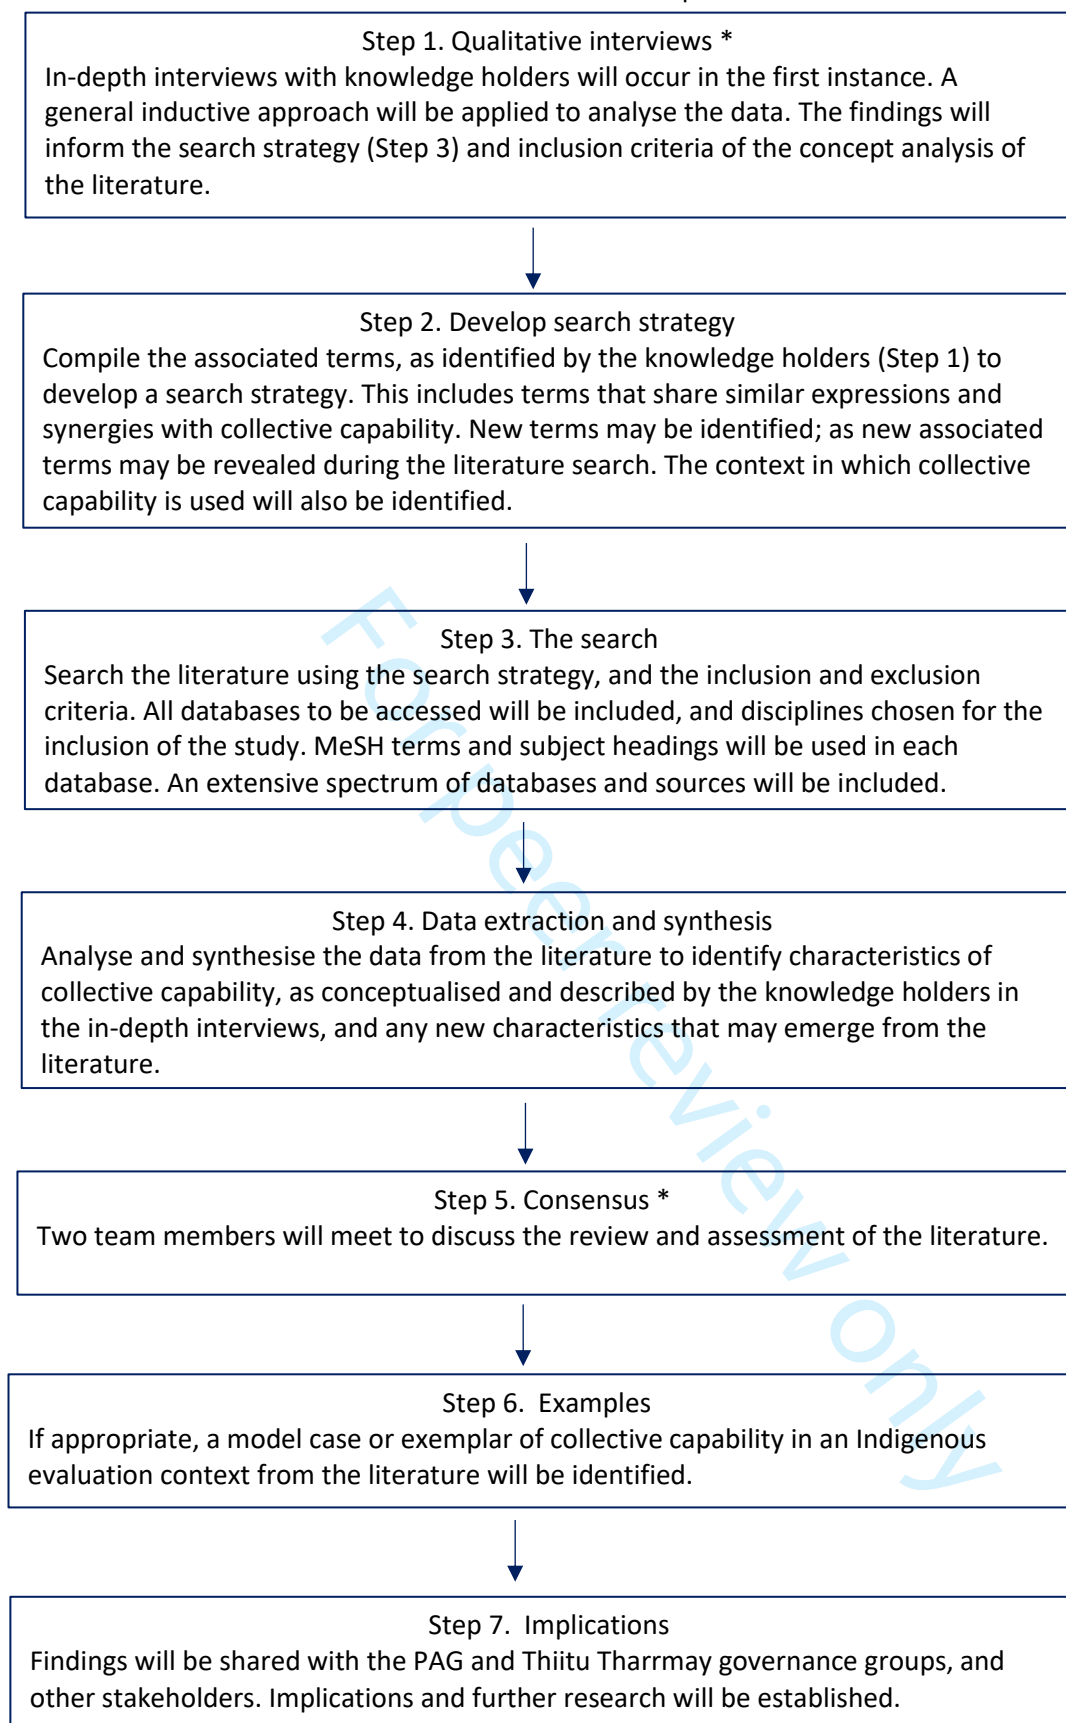 Step 1. Qualitative interviews *
In-depth interviews with knowledge holders will occur in the first instance. A
general inductive approach will be applied to analyse the data. The findings will
inform the search strategy (Step 3) and inclusion criteria of the concept analysis of
the literature.
Step 2. Develop search strategy
Compile the associated terms, as identified by the knowledge holders (Step 1) to
develop a search strategy. This includes terms that share similar expressions and
synergies with collective capability. New terms may be identified; as new associated
terms may be revealed during the literature search. The context in which collective
capability is used will also be identified.
Step 3. The search
Search the literature using the search strategy, and the inclusion and exclusion
criteria. All databases to be accessed will be included, and disciplines chosen for the
inclusion of the study. MeSH terms and subject headings will be used in each
database. An extensive spectrum of databases and sources will be included.
Step 4. Data extraction and synthesis
Analyse and synthesise the data from the literature to identify characteristics of
collective capability, as conceptualised and described by the knowledge holders in
the in-depth interviews, and any new characteristics that may emerge from the
literature.
Step 5. Consensus *
Two team members will meet to discuss the review and assessment of the literature.
Step 6.  Examples
If appropriate, a model case or exemplar of collective capability in an Indigenous
evaluation context from the literature will be identified.
Step 7.  Implications
Findings will be shared with the PAG and Thiitu Tharrmay governance groups, and
other stakeholders. Implications and further research will be established.
For peer review only